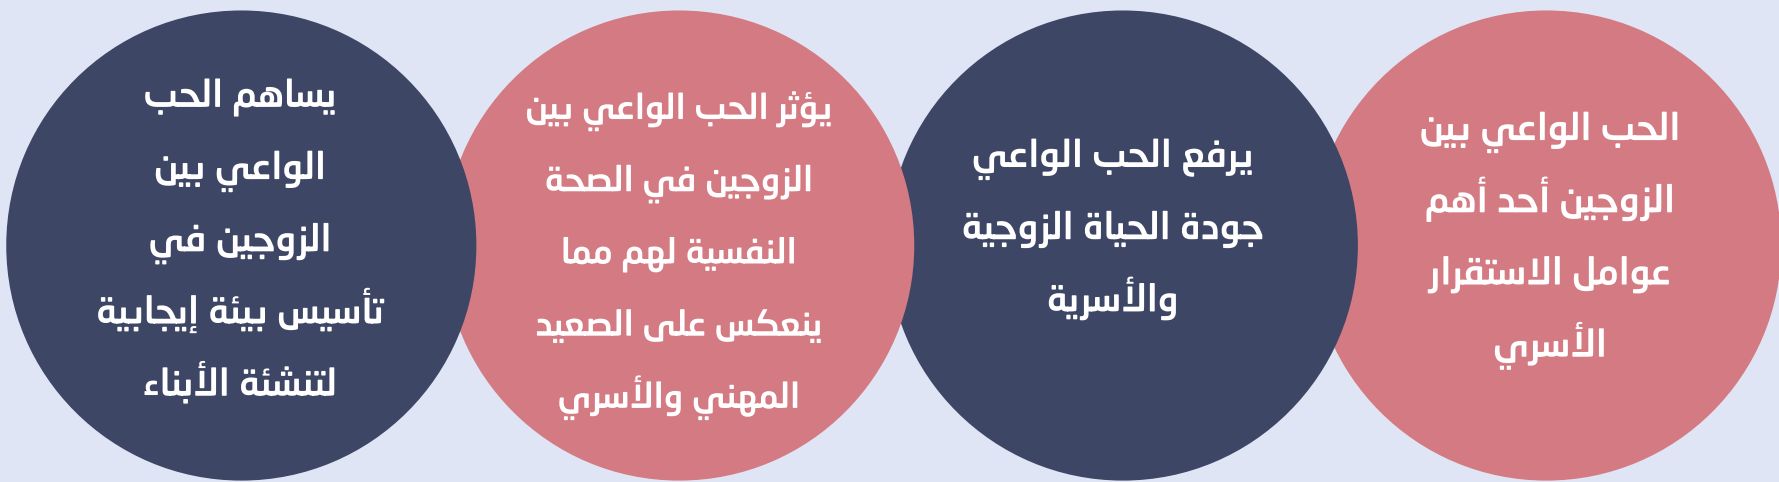 الحب الواعي بين
الزوجين أحد أهم
عوامل الاستقرار
الأسري
يرفع الحب الواعي
جودة الحياة الزوجية
والأسرية
يؤثر الحب الواعي بين
الزوجين في الصحة
النفسية لهم مما
ينعكس على الصعيد
المهني والأسري
يساهم الحب
الواعي بين
الزوجين في
تأسيس بيئة إيجابية
لتنشئة الأبناء